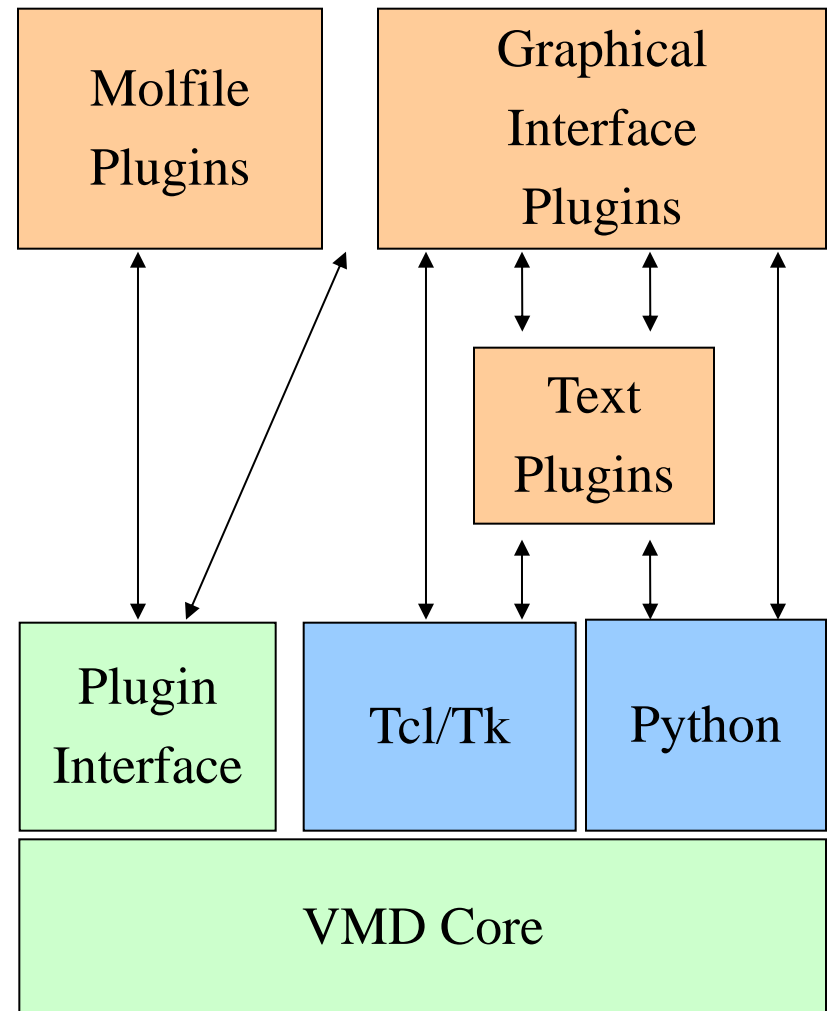 Molfile
Plugins
Graphical
Interface
Plugins
Text
Plugins
Plugin
Interface
Tcl/Tk
Python
VMD Core